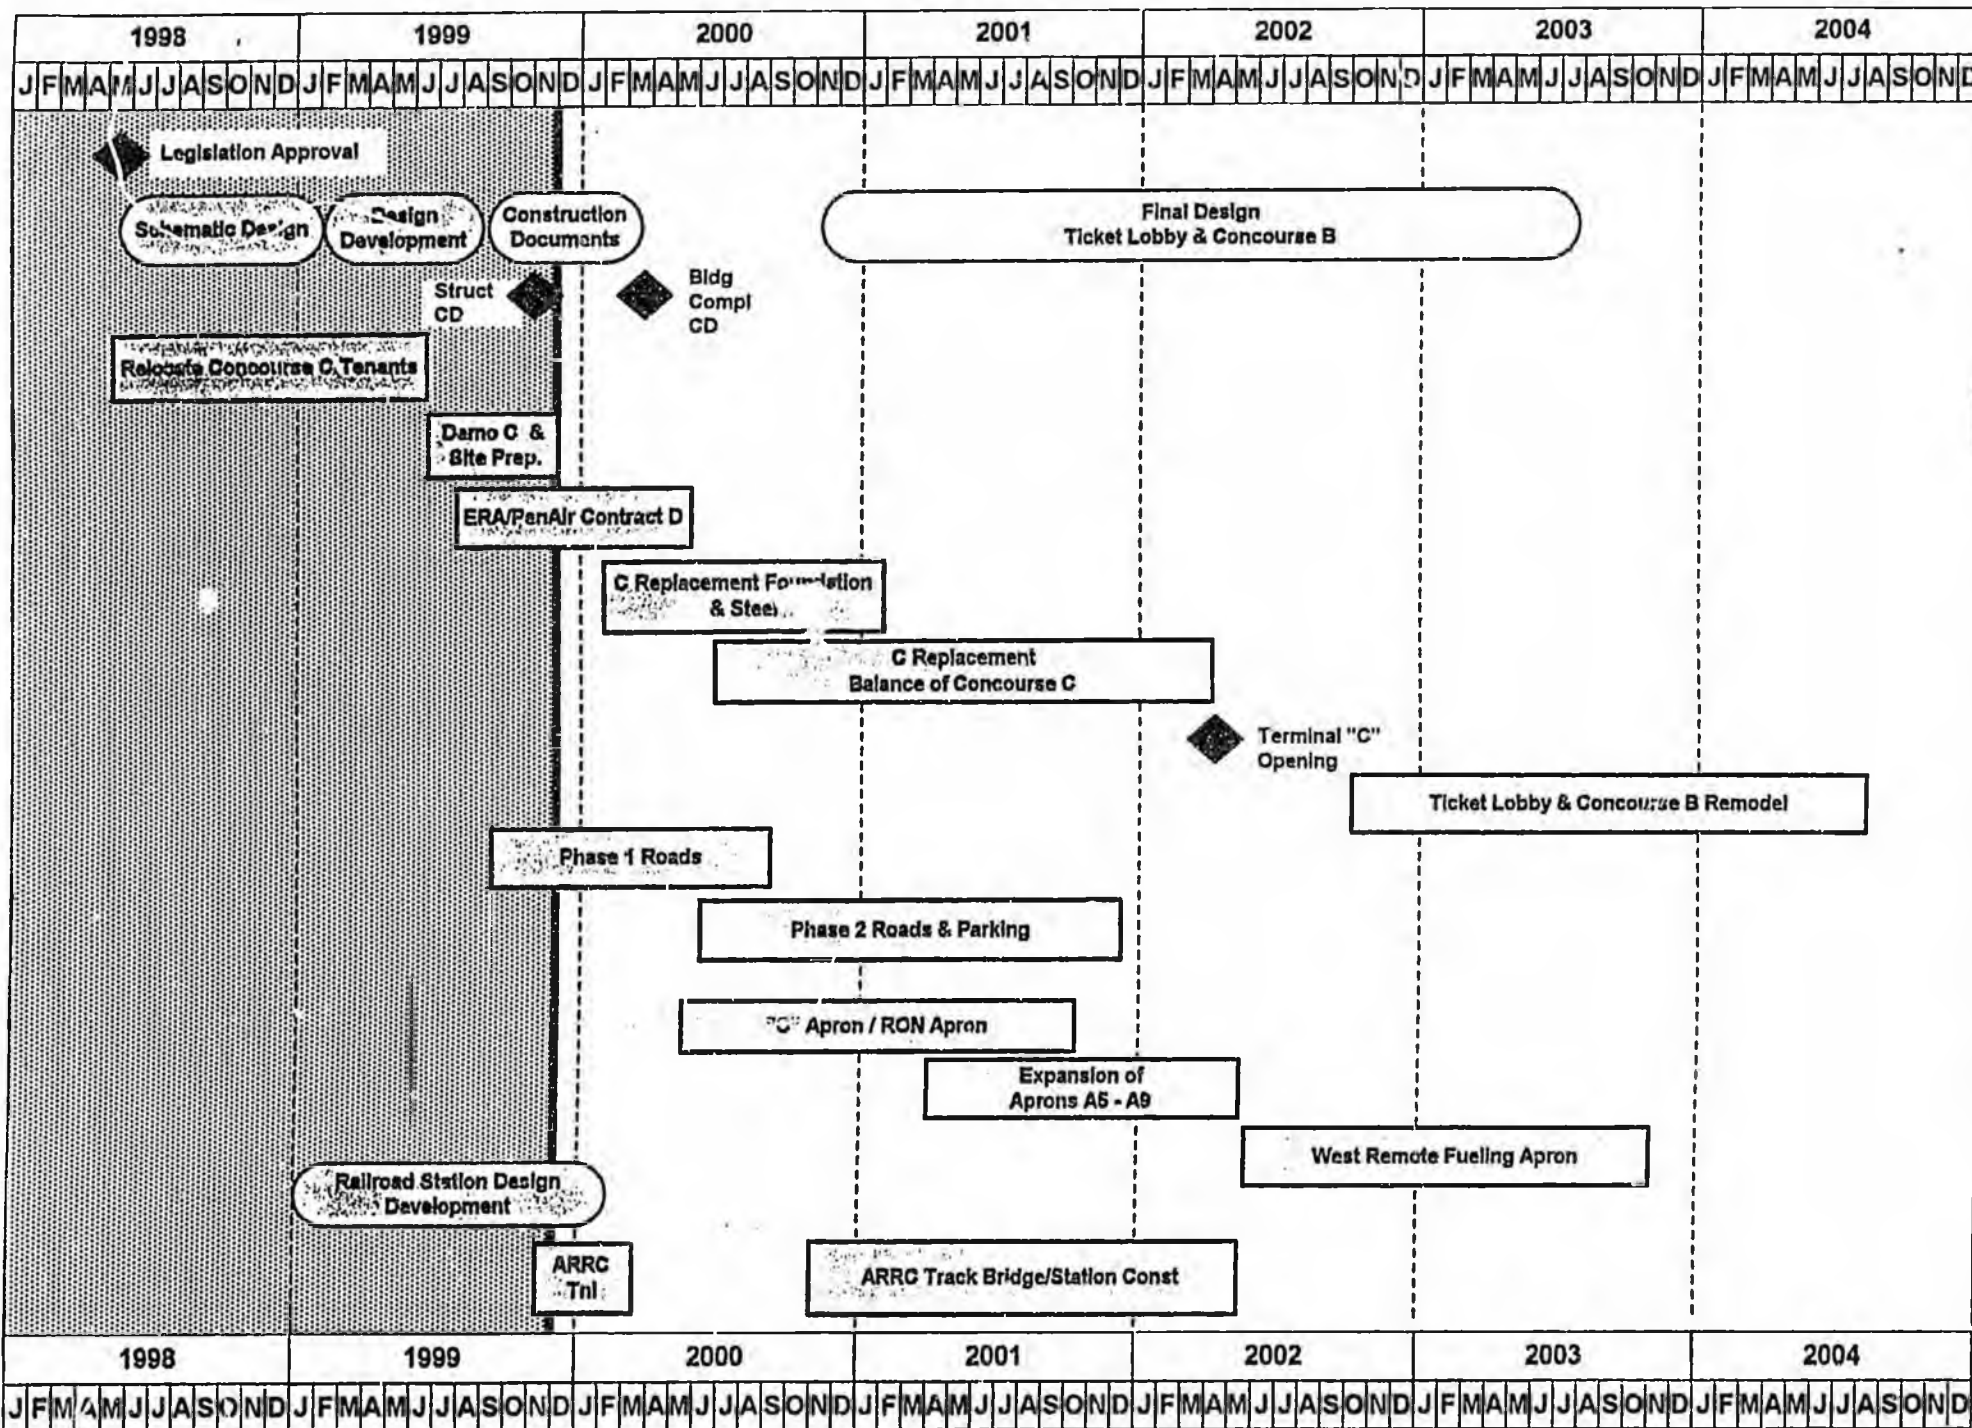 1998 1999 2000 2001 2002 2003 2004
J F M A M J J A S O N D J F M A M J J A S O N D J F M A M J J A S O N D J F M A M J J A S O N D J F M A M J J A S O N D J F M A M J J A S O N D J F M A M J J A S O N D
Legislation Approval
Schematic Design
Design
Development
Construction
Documents
Final Design
Ticket Lobby & Concourse B
Struct
CD
Bldg
Compl
CD
Relocate Concourse C Tenants
Demo C &
Site Prep.
ERA/PenAir Contract D
C Replacement Foundation
& Steel
C Replacement
Balance of Concourse C
Terminal "C"
Opening
Ticket Lobby & Concourse B Remodel
Phase 1 Roads
Phase 2 Roads & Parking
"C" Apron / RON Apron
Expansion of
Aprons A5 - A9
West Remote Fueling Apron
Railroad Station Design
Development
ARRC
Tnl
ARRC Track Bridge/Station Const
1998 1999 2000 2001 2002 2003 2004
J F M A M J J A S O N D J F M A M J J A S O N D J F M A M J J A S O N D J F M A M J J A S O N D J F M A M J J A S O N D J F M A M J J A S O N D J F M A M J J A S O N D